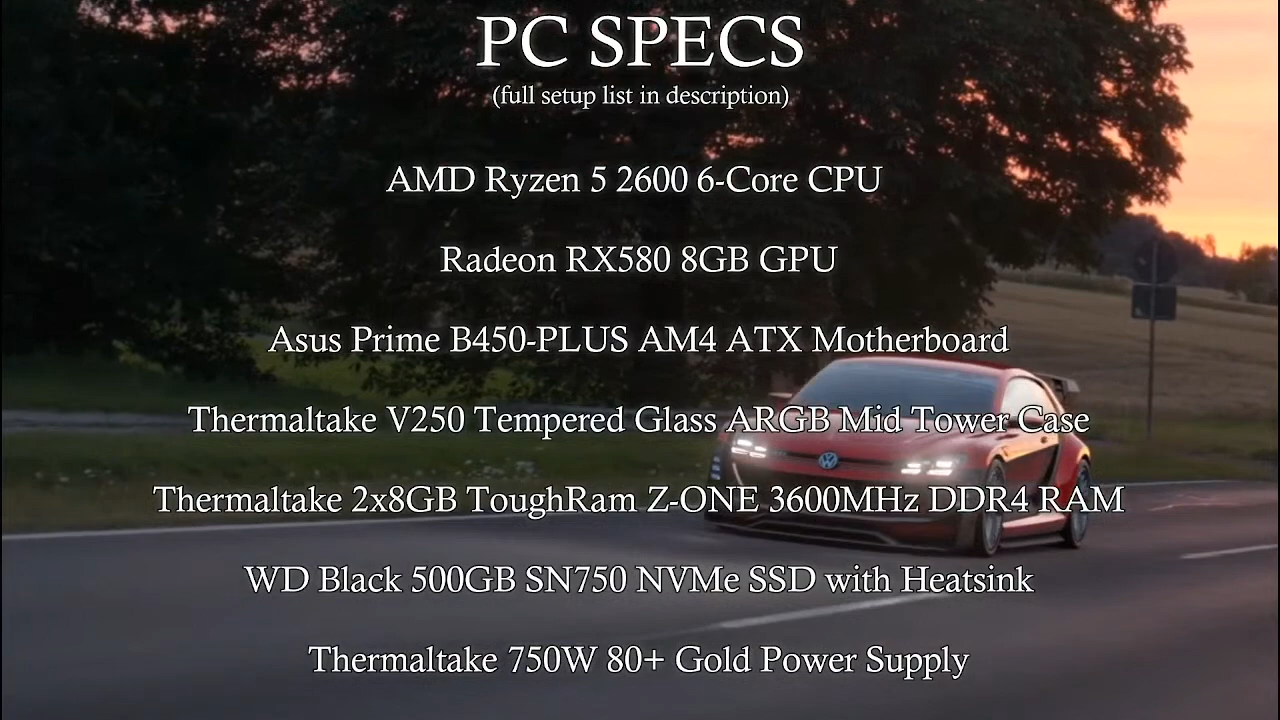 PC SPECS
(full setup list in description)
AMD Ryzen 5 2600 6-Core CPU
Radeon RX580 8GB GPU
Asus Prime B450-PLUS AM4 ATX Motherboard
Thermaltake V250 Tempered Glass ARGB Mid Tower Case
Thermaltake 2x8GB ToughRam Z-ONE 3600MHz DDR4 RAM
WD Black 500GB SN750 NVMe SSD with Heatsink
Thermaltake 750W 80+ Gold Power Supply